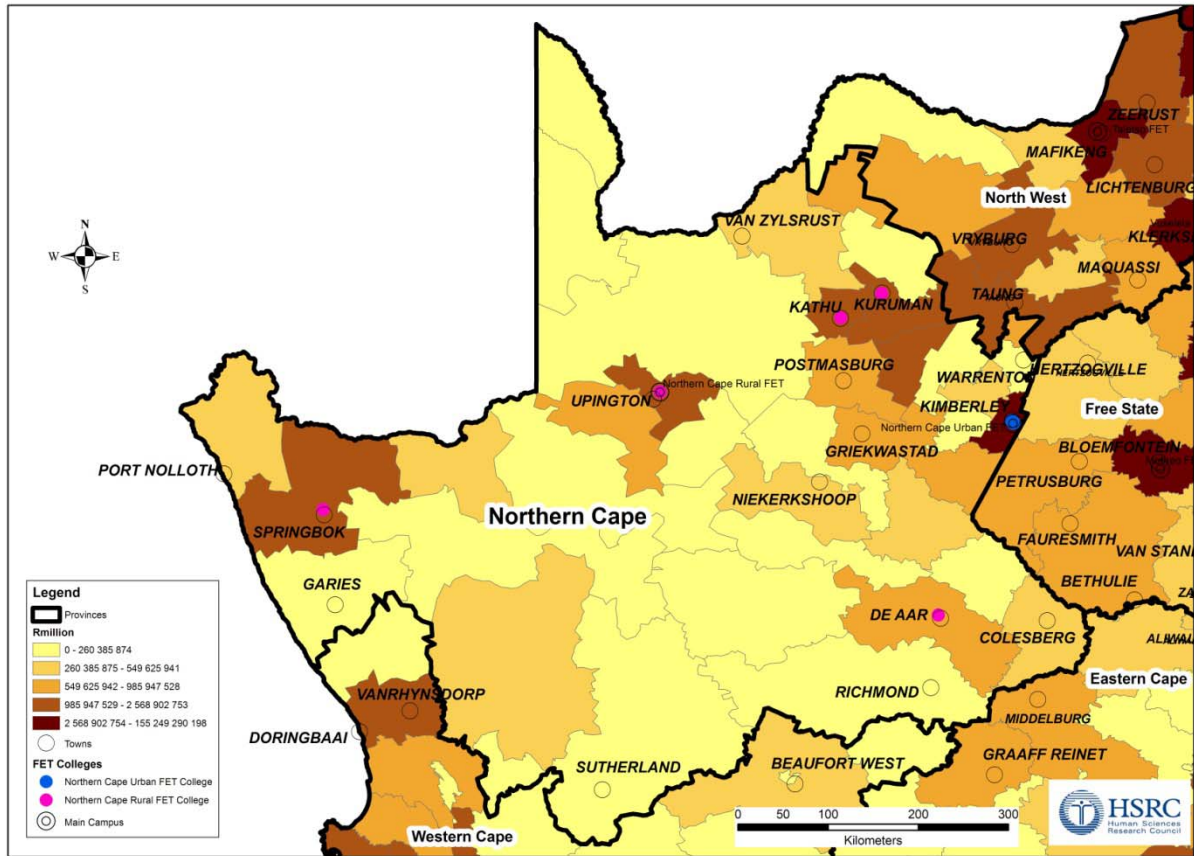 ZEERUST
MAFIKENG
LICHTENBURG
North West
VAN ZYLSRUST
VRYBURG
MAQUASSI
N
W E
S
KURUMAN
KATHU
TAUNG
POSTMASBURG
HERTZOGVILLE
HERTZOGVILLE
Northern Cape Rural FET
UPINGTON
KIMBERLEY
Free State
Northern Cape Urban FET
GRIEKWASTAD
BLOEMFONTEIN
PORT NOLLOTH
PETRUSBURG
NIEKERKSHOOP
Northern Cape
SPRINGBOK
FAURESMITH
VAN STAN
GARIES
BETHULIE
ZA
DE AAR
COLESBERG
ALIWAL
Eastern Cape
VANRHYNSDORP
RICHMOND
MIDDELBURG
DORINGBAAI
SUTHERLAND
BEAUFORT WEST
GRAAFF REINET
Western Cape
Legend
Provinces
Rmillion
0 - 260 385 874
260 385 875 - 549 625 941
549 625 942 - 985 947 528
985 947 529 - 2 568 902 753
2 568 902 754 - 155 249 290 198
Towns
FET Colleges
Northern Cape Urban FET College
Northern Cape Rural FET College
Main Campus
0 50 100 200 300
Kilometers
HSRC
Human Sciences
Research Council